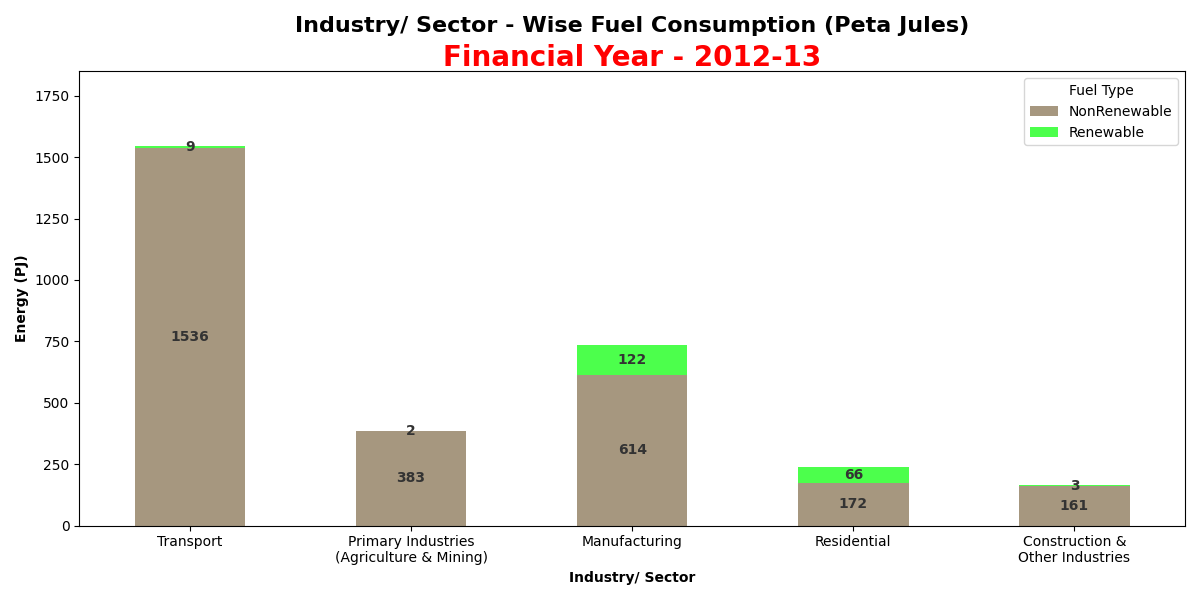 Industry/ Sector - Wise Fuel Consumption (Peta Jules)
Financial Year - 2012-13
Fuel Type
NonRenewable
Renewable
Energy (PJ)
1750
1500
1250
1000
750
500
250
0
9
1536
2
383
122
614
66
172
3
161
Transport
Primary Industries
(Agriculture & Mining)
Manufacturing
Residential
Construction &
Other Industries
Industry/ Sector